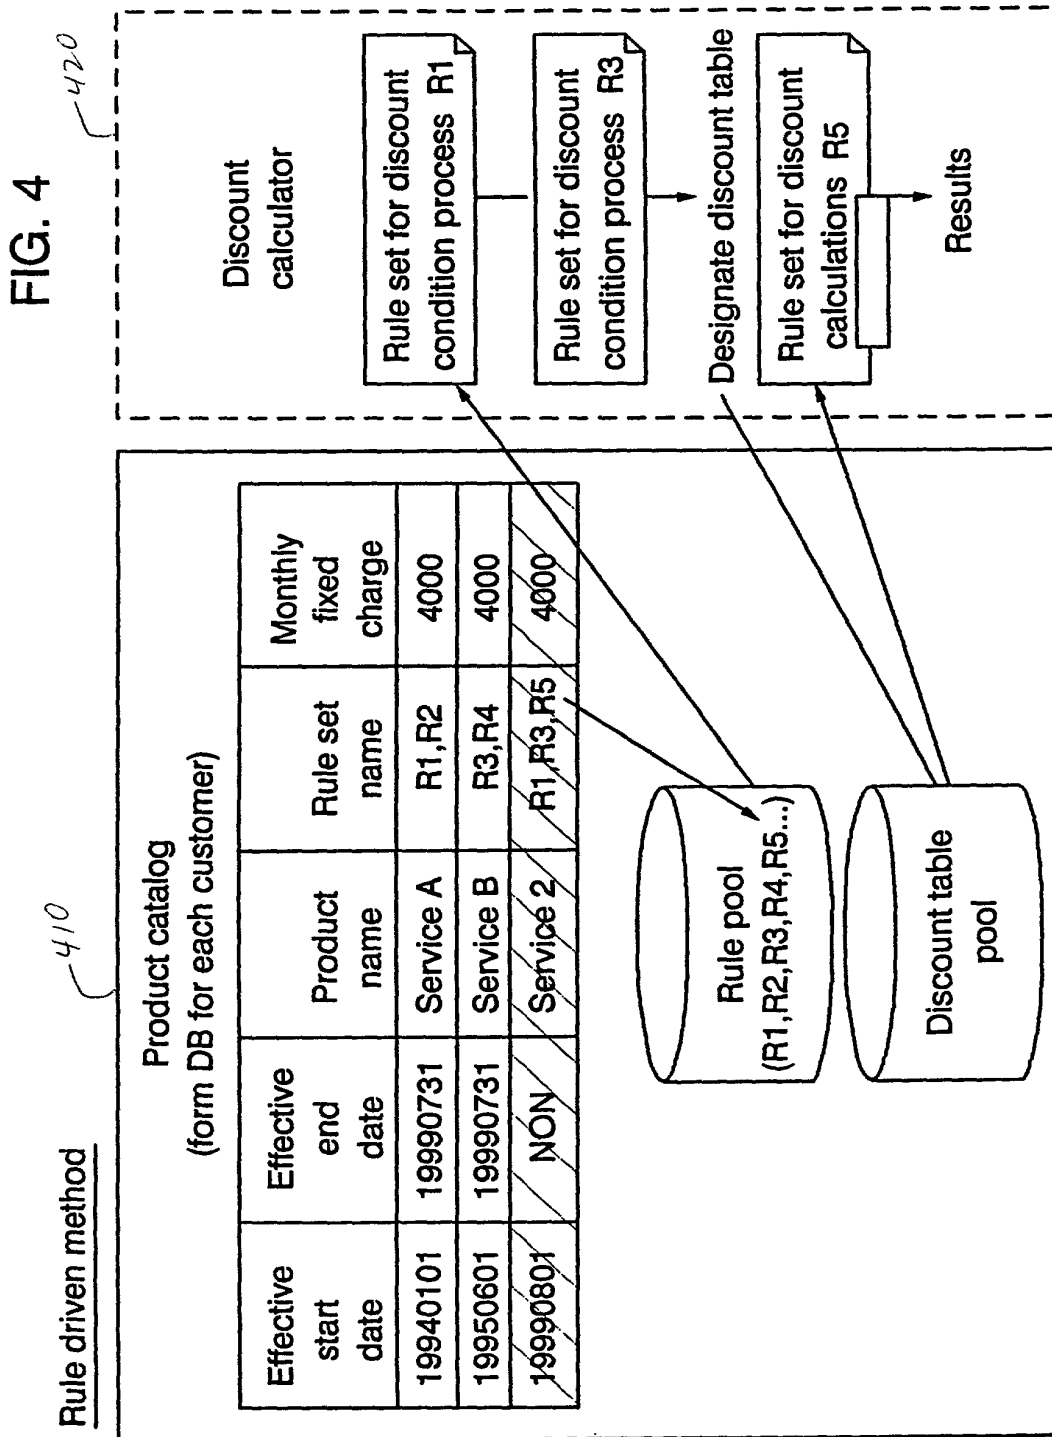 FIG. 4
Rule driven method
410
420
Product catalog
(form DB for each customer)
Effective start date | Effective end date | Product name | Rule set name | Monthly fixed charge
19940101 | 19990731 | Service A | R1,R2 | 4000
19950601 | 19990731 | Service B | R3,R4 | 4000
19990801 | NON | Service 2 | R1,R3,R5 | 4000
Rule pool
(R1,R2,R3,R4,R5...)
Discount table
pool
Discount
calculator
Rule set for discount
condition process R1
Rule set for discount
condition process R3
Designate discount table
Rule set for discount
calculations R5
Results